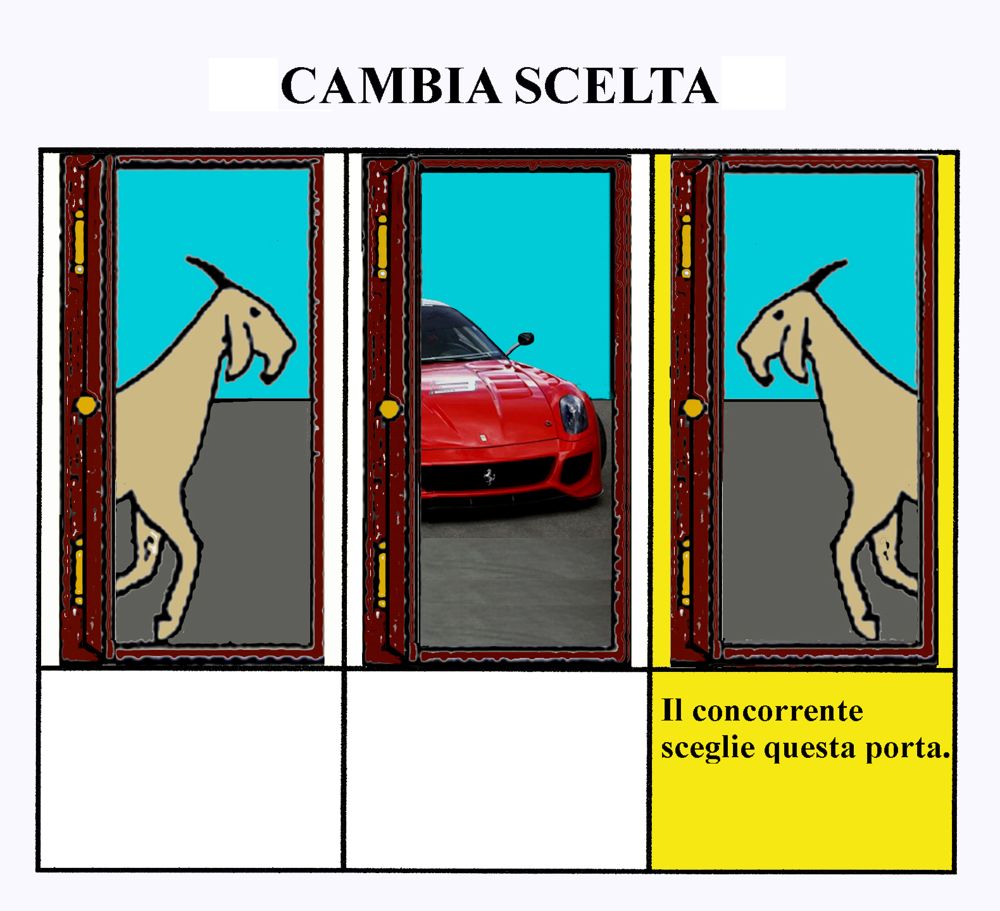 CAMBIA SCELTA
Il concorrente
sceglie questa porta.